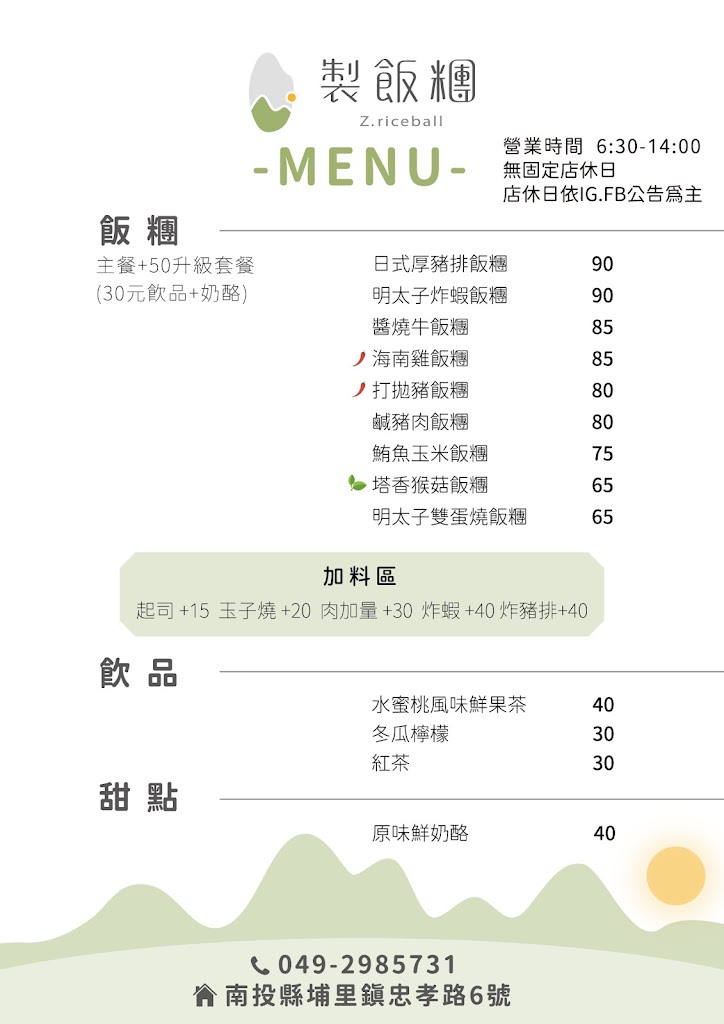 製飯糰
Z.riceball
-MENU-
營業時間 6:30-14:00
無固定店休日
店休日依IG.FB公告為主
飯糰
主餐+50升級套餐
(30元飲品+奶酪)
日式厚豬排飯糰 90
明太子炸蝦飯糰 90
醬燒牛飯糰 85
海南雞飯糰 85
打拋豬飯糰 80
鹹豬肉飯糰 80
鮪魚玉米飯糰 75
塔香猴菇飯糰 65
明太子雙蛋燒飯糰 65
加料區
起司+15 玉子燒+20 肉加量+30 炸蝦+40 炸豬排+40
飲品
水蜜桃風味鮮果茶 40
冬瓜檸檬 30
紅茶 30
甜點
原味鮮奶酪 40
049-2985731
南投縣埔里鎮忠孝路6號